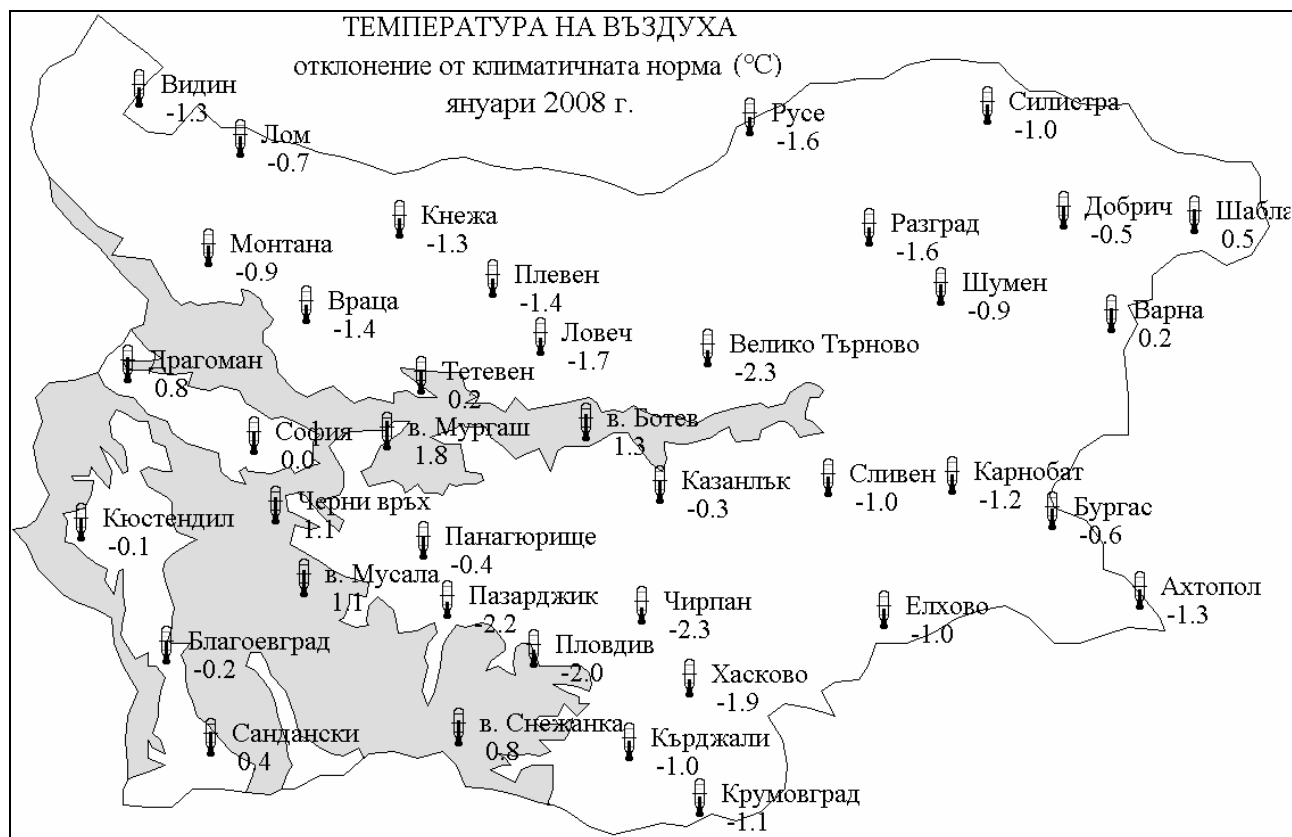 ТЕМПЕРАТУРА НА ВЪЗДУХА
отклонение от климатичната норма (°C)
януари 2008 г.
Видин
-1.3
Лом
-0.7
Русе
-1.6
Силистра
-1.0
Кнежа
-1.3
Разград
-1.6
Добрич
-0.5
Шабла
0.5
Монтана
-0.9
Плевен
-1.4
Шумен
-0.9
Враца
-1.4
Варна
0.2
Ловеч
-1.7
Велико Търново
-2.3
Драгоман
0.8
Тетевен
0.2
София
0.0
в. Мургаш
1.8
в. Ботев
1.3
Казанлък
-0.3
Сливен
-1.0
Карнобат
-1.2
Черни връх
1.1
Бургас
-0.6
Кюстендил
-0.1
Панагюрище
-0.4
в. Мусала
1.1
Пазарджик
-2.2
Чирпан
-2.3
Елхово
-1.0
Ахтопол
-1.3
Благоевград
-0.2
Пловдив
-2.0
Хасково
-1.9
Сандански
0.4
в. Снежанка
0.8
Кърджали
-1.0
Крумовград
-1.1